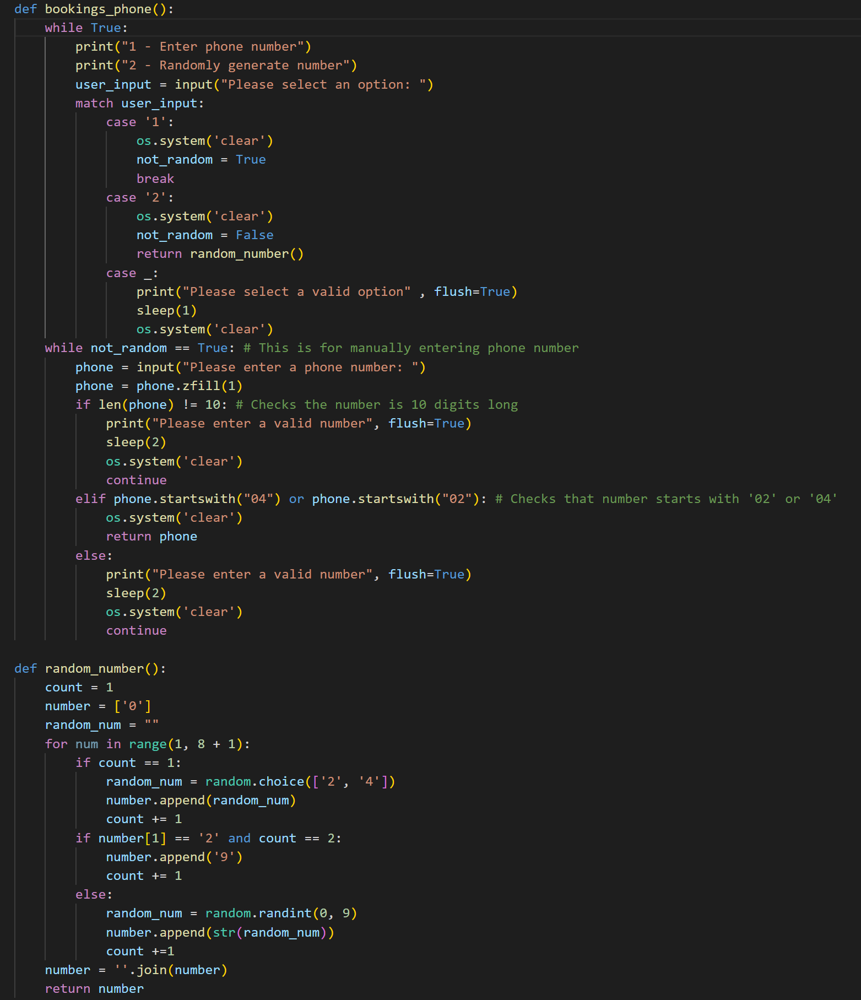 def bookings_phone():
    while True:
        print("1 - Enter phone number")
        print("2 - Randomly generate number")
        user_input = input("Please select an option: ")
        match user_input:
            case '1':
                os.system('clear')
                not_random = True
                break
            case '2':
                os.system('clear')
                not_random = False
                return random_number()
            case _:
                print("Please select a valid option" , flush=True)
                sleep(1)
                os.system('clear')
    while not_random == True: # This is for manually entering phone number
        phone = input("Please enter a phone number: ")
        phone = phone.zfill(1)
        if len(phone) != 10: # Checks the number is 10 digits long
            print("Please enter a valid number", flush=True)
            sleep(2)
            os.system('clear')
            continue
        elif phone.startswith("04") or phone.startswith("02"): # Checks that number starts with '02' or '04'
            os.system('clear')
            return phone
        else:
            print("Please enter a valid number", flush=True)
            sleep(2)
            os.system('clear')
            continue

def random_number():
    count = 1
    number = ['0']
    random_num = ""
    for num in range(1, 8 + 1):
        if count == 1:
            random_num = random.choice(['2', '4'])
            number.append(random_num)
            count += 1
        if number[1] == '2' and count == 2:
            number.append('9')
            count += 1
        else:
            random_num = random.randint(0, 9)
            number.append(str(random_num))
            count +=1
    number = ''.join(number)
    return number